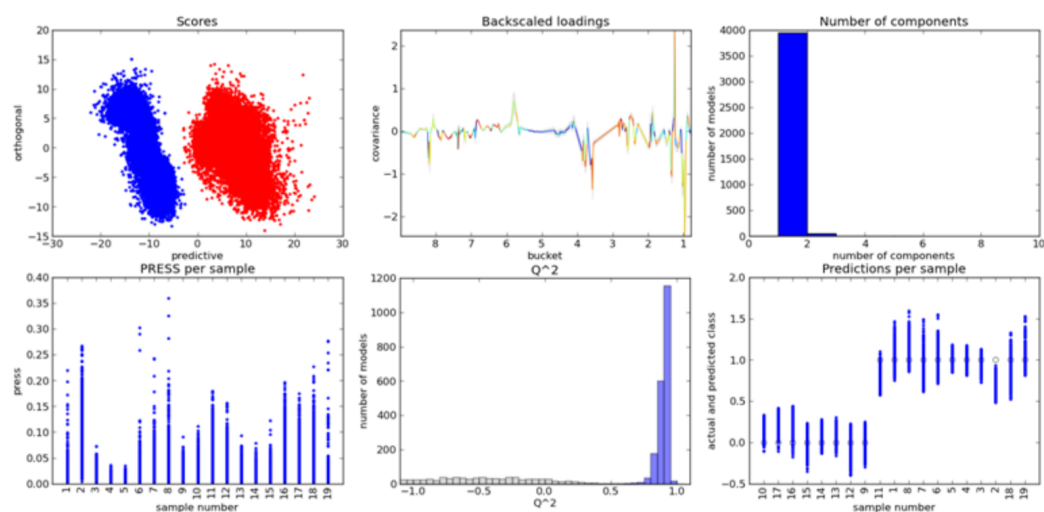 Scores
20
15
10
5
0
−5
−10
−15
−30 −20 −10 0 10 20 30
orthogonal
predictive
Backscaled loadings
2
1
0
−1
−2
8 7 6 5 4 3 2 1
covariance
bucket
Number of components
4000
3500
3000
2500
2000
1500
1000
500
0
0 2 4 6 8 10
number of models
number of components
PRESS per sample
0.40
0.35
0.30
0.25
0.20
0.15
0.10
0.05
0.00
1 2 3 4 5 6 7 8 9 10 11 12 13 14 15 16 17 18 19
press
sample number
Q^2
1200
1000
800
600
400
200
0
−1.0 −0.5 0.0 0.5 1.0
number of models
Q^2
Predictions per sample
2.0
1.5
1.0
0.5
0.0
−0.5
10 17 16 15 14 13 12 9 11 1 8 7 6 5 4 3 2 18 19
actual and predicted class
sample number